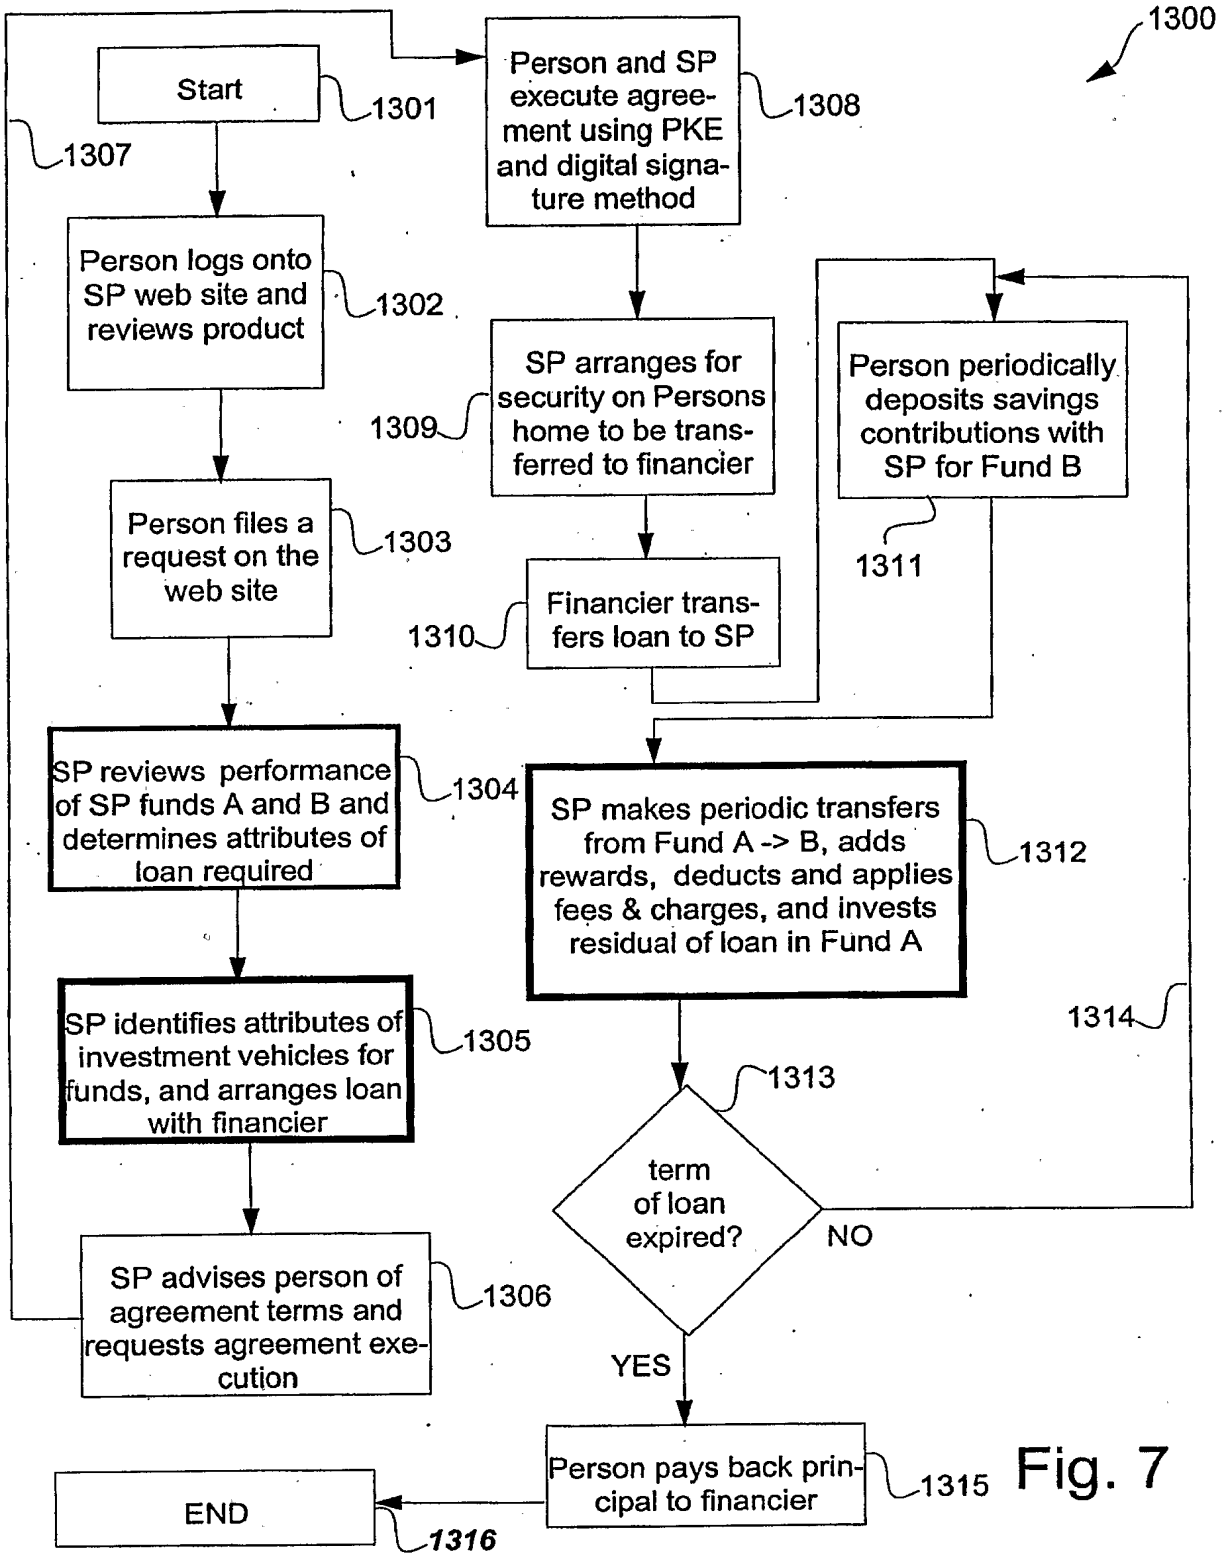 1300
Start
1301
1307
Person logs onto
SP web site and
reviews product
1302
Person files a
request on the
web site
1303
SP reviews performance
of SP funds A and B and
determines attributes of
loan required
1304
SP identifies attributes of
investment vehicles for
funds, and arranges loan
with financier
1305
SP advises person of
agreement terms and
requests agreement exe-
cution
1306
Person and SP
execute agree-
ment using PKE
and digital signa-
ture method
1308
SP arranges for
security on Persons
home to be trans-
ferred to financier
1309
Financier trans-
fers loan to SP
1310
Person periodically
deposits savings
contributions with
SP for Fund B
1311
SP makes periodic transfers
from Fund A -> B, adds
rewards, deducts and applies
fees & charges, and invests
residual of loan in Fund A
1312
term
of loan
expired?
1313
NO
1314
YES
Person pays back prin-
cipal to financier
1315
END
1316
Fig. 7